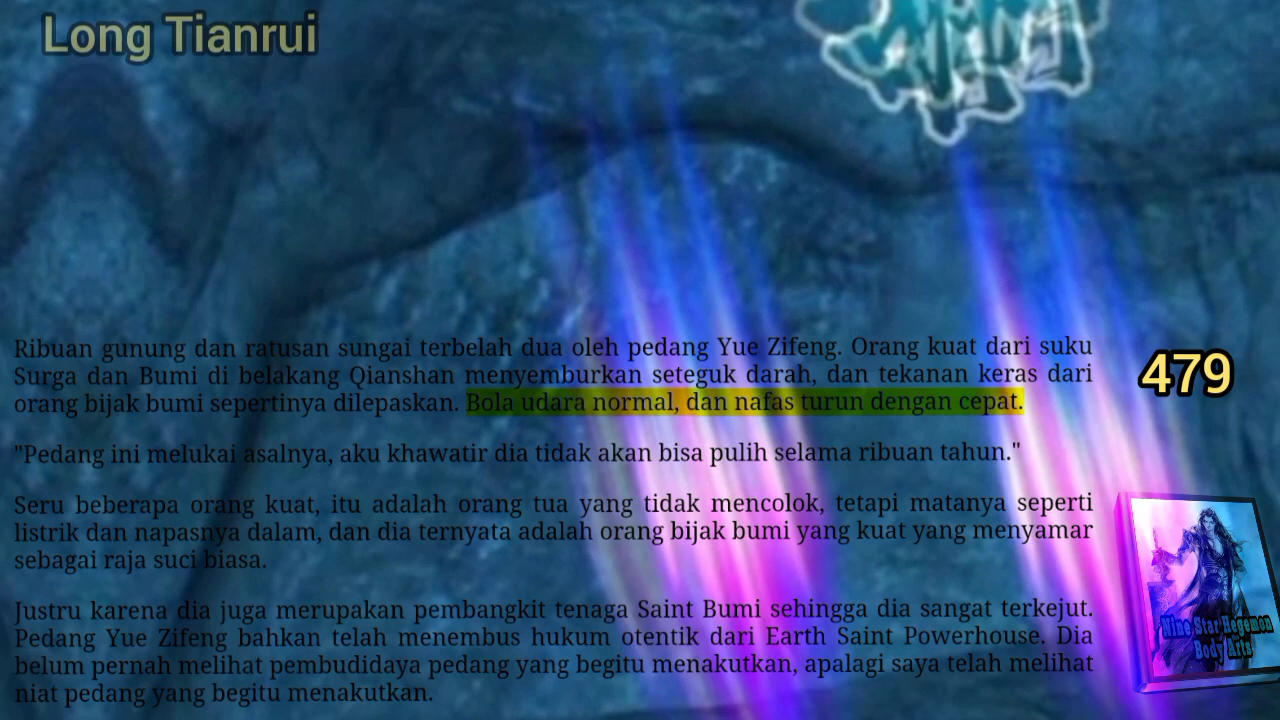 Long Tianrui
Ribuan gunung dan ratusan sungai terbelah dua oleh pedang Yue Zifeng. Orang kuat dari suku
Surga dan Bumi di belakang Qianshan menyemburkan seteguk darah, dan tekanan keras dari
orang bijak bumi sepertinya dilepaskan. Bola udara normal, dan nafas turun dengan cepat.
"Pedang ini melukai asalnya, aku khawatir dia tidak akan bisa pulih selama ribuan tahun."
Seru beberapa orang kuat, itu adalah orang tua yang tidak mencolok, tetapi matanya seperti
listrik dan napasnya dalam, dan dia ternyata adalah orang bijak bumi yang kuat yang menyamar
sebagai raja suci biasa.
Justru karena dia juga merupakan pembangkit tenaga Saint Bumi sehingga dia sangat terkejut.
Pedang Yue Zifeng bahkan telah menembus hukum otentik dari Earth Saint Powerhouse. Dia
belum pernah melihat pembudidaya pedang yang begitu menakutkan, apalagi saya telah melihat
niat pedang yang begitu menakutkan.
479
Nine Star Hegemon
Body Arts